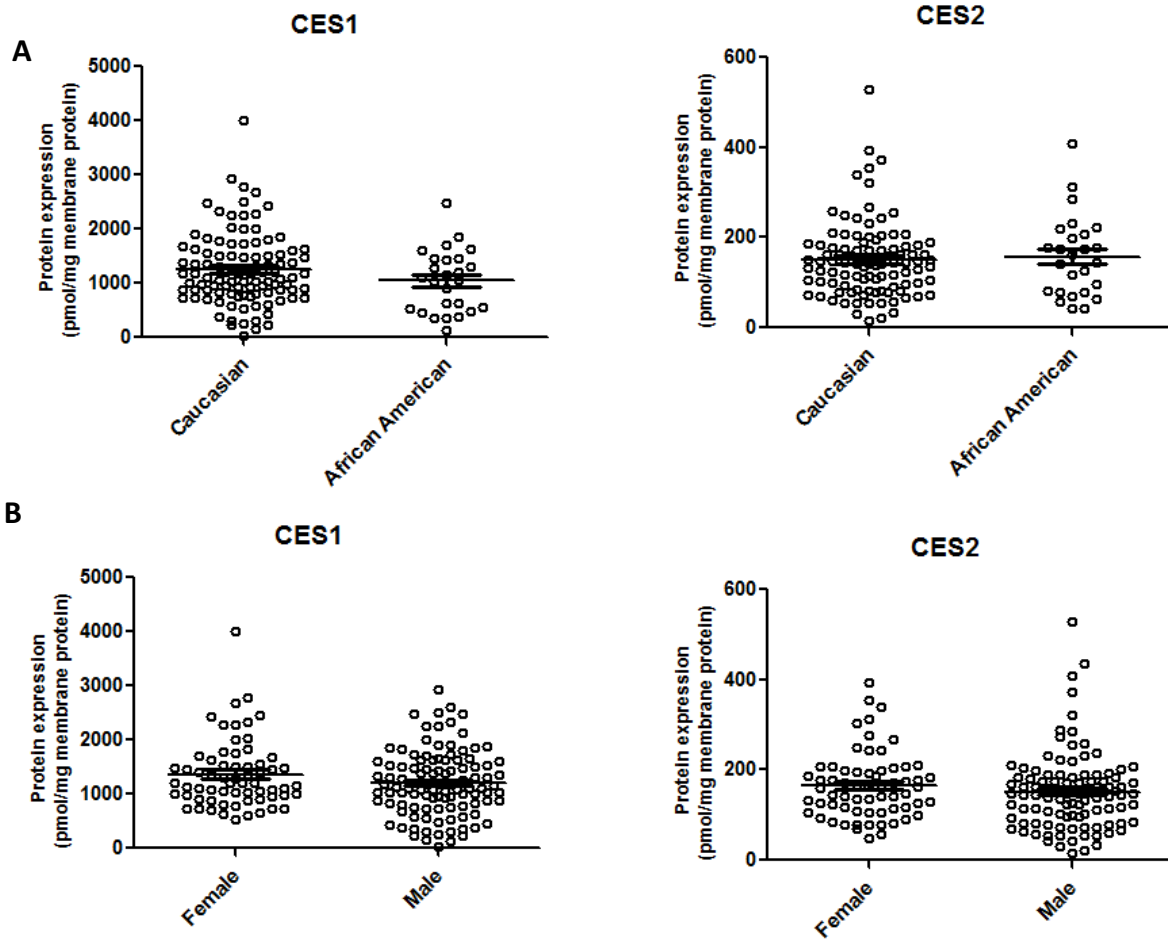 A
CES1
Protein expression
(pmol/mg membrane protein)
5000
4000
3000
2000
1000
0
Caucasian
African American
CES2
Protein expression
(pmol/mg membrane protein)
600
400
200
0
Caucasian
African American
B
CES1
Protein expression
(pmol/mg membrane protein)
5000
4000
3000
2000
1000
0
Female
Male
CES2
Protein expression
(pmol/mg membrane protein)
600
400
200
0
Female
Male